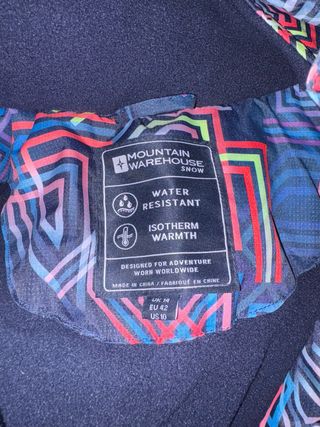 MOUNTAIN
WAREHOUSE
SNOW
WATER
RESISTANT
ISOTHERM
WARMTH
DESIGNED FOR ADVENTURE
WORN WORLDWIDE
MADE IN CHINA / FABRIQUÉ EN CHINE
UK 14
EU 42
US 10